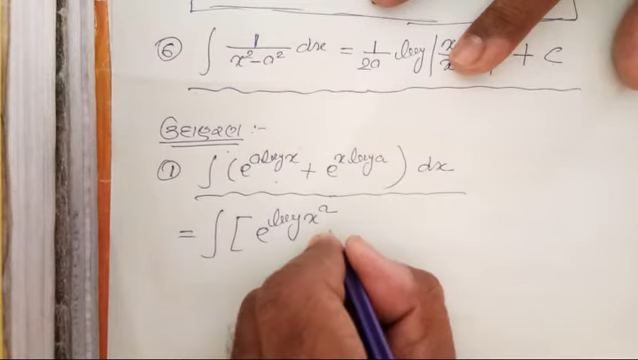 ⑥ ∫ 1/(x²-a²) dx = 1/2a log|x x + c
ଉଦାହରଣ :-
① ∫(e^(a log x) + e^(x log a)) dx
= ∫[e^(log x^a)